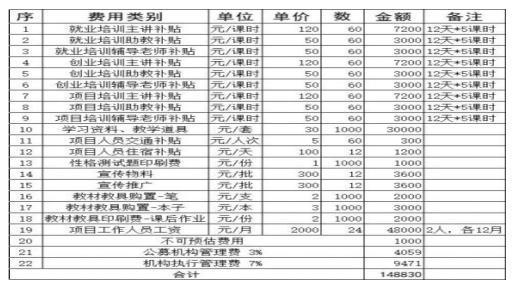 序 费用类别 单位 单价 数 金额 备注
1 就业培训主讲补贴 元/课时 120 60 7200 12天*5课时
2 就业培训助教补贴 元/课时 50 60 3000 12天*5课时
3 就业培训辅导老师补贴 元/课时 50 60 3000 12天*5课时
4 创业培训主讲补贴 元/课时 120 60 7200 12天*5课时
5 创业培训助教补贴 元/课时 50 60 3000 12天*5课时
6 创业培训辅导老师补贴 元/课时 50 60 3000 12天*5课时
7 项目培训主讲补贴 元/课时 120 60 7200 12天*5课时
8 项目培训助教补贴 元/课时 50 60 3000 12天*5课时
9 项目培训辅导老师补贴 元/课时 50 60 3000 12天*5课时
10 学习资料、教学道具 元/套 30 1000 30000
11 项目人员交通补贴 元/人次 5 60 300
12 项目人员住宿补贴 元/天 100 12 1200
13 性格测试题印刷费 元/份 1 1000 1000
14 宣传物料 元/批 300 12 3600
15 宣传推广 元/批 300 12 3600
16 教材教具购置-笔 元/支 2 1000 2000
17 教材教具购置-本子 元/本 3 1000 3000
18 教材教具印刷费-课后作业 元/份 2 1000 2000
19 项目工作人员工资 元/月 2000 24 48000 2人，各12月
20 不可预估费用 1000
21 公募机构管理费 3% 4059
22 机构执行管理费 7% 9471
合计 148830